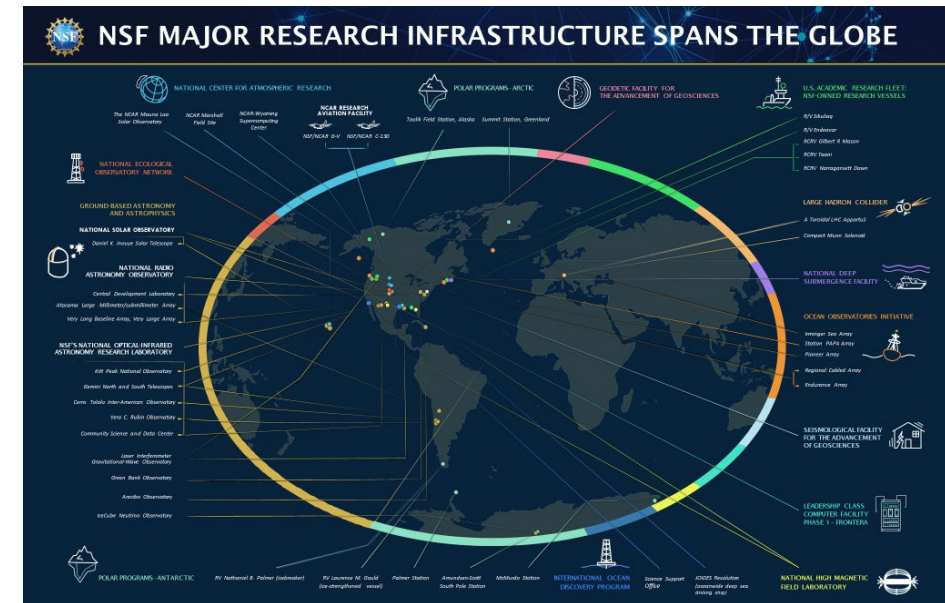 NSF
NSF MAJOR RESEARCH INFRASTRUCTURE SPANS THE GLOBE
NATIONAL CENTER FOR ATMOSPHERIC RESEARCH
The NCAR Mauna Loa
Solar Observatory
NCAR Marshall
Field Site
NCAR-Wyoming
Supercomputing
Center
NCAR RESEARCH
AVIATION FACILITY
NSF/NCAR G-V
NSF/NCAR C-130
POLAR PROGRAMS - ARCTIC
Toolik Field Station, Alaska
Summit Station, Greenland
GEODETIC FACILITY FOR
THE ADVANCEMENT OF GEOSCIENCES
U.S. ACADEMIC RESEARCH FLEET:
NSF-OWNED RESEARCH VESSELS
R/V Sikuliaq
R/V Endeavor
RCRV Gilbert R Mason
RCRV Taani
RCRV Narragansett Dawn
LARGE HADRON COLLIDER
A Toroidal LHC Appartus
Compact Muon Solenoid
NATIONAL DEEP
SUBMERGENCE FACILITY
OCEAN OBSERVATORIES INITIATIVE
Irminger Sea Array
Station PAPA Array
Pioneer Array
Regional Cabled Array
Endurance Array
SEISMOLOGICAL FACILITY
FOR THE ADVANCEMENT
OF GEOSCIENCES
LEADERSHIP CLASS
COMPUTER FACILITY
PHASE I - FRONTERA
NATIONAL HIGH MAGNETIC
FIELD LABORATORY
NATIONAL ECOLOGICAL
OBSERVATORY NETWORK
GROUND BASED ASTRONOMY
AND ASTROPHYSICS
NATIONAL SOLAR OBSERVATORY
Daniel K. Inouye Solar Telescope
NATIONAL RADIO
ASTRONOMY OBSERVATORY
Central Development Laboratory
Atacama Large Millimeter/submillimeter Array
Very Long Baseline Array, Very Large Array
NSF'S NATIONAL OPTICAL-INFRARED
ASTRONOMY RESEARCH LABORATORY
Kitt Peak National Observatory
Gemini North and South Telescopes
Cerro Tololo Inter-American Observatory
Vera C. Rubin Observatory
Community Science and Data Center
Laser Interferometer
Gravitational-Wave Observatory
Green Bank Observatory
Arecibo Observatory
IceCube Neutrino Observatory
POLAR PROGRAMS - ANTARCTIC
RV Nathaniel B. Palmer (icebreaker)
RV Laurence M. Gould
(ice-strengthened vessel)
Palmer Station
Amundsen-Scott
South Pole Station
McMurdo Station
INTERNATIONAL OCEAN
DISCOVERY PROGRAM
Science Support
Office
JOIDES Resolution
(oceanwide deep sea
drilling ship)